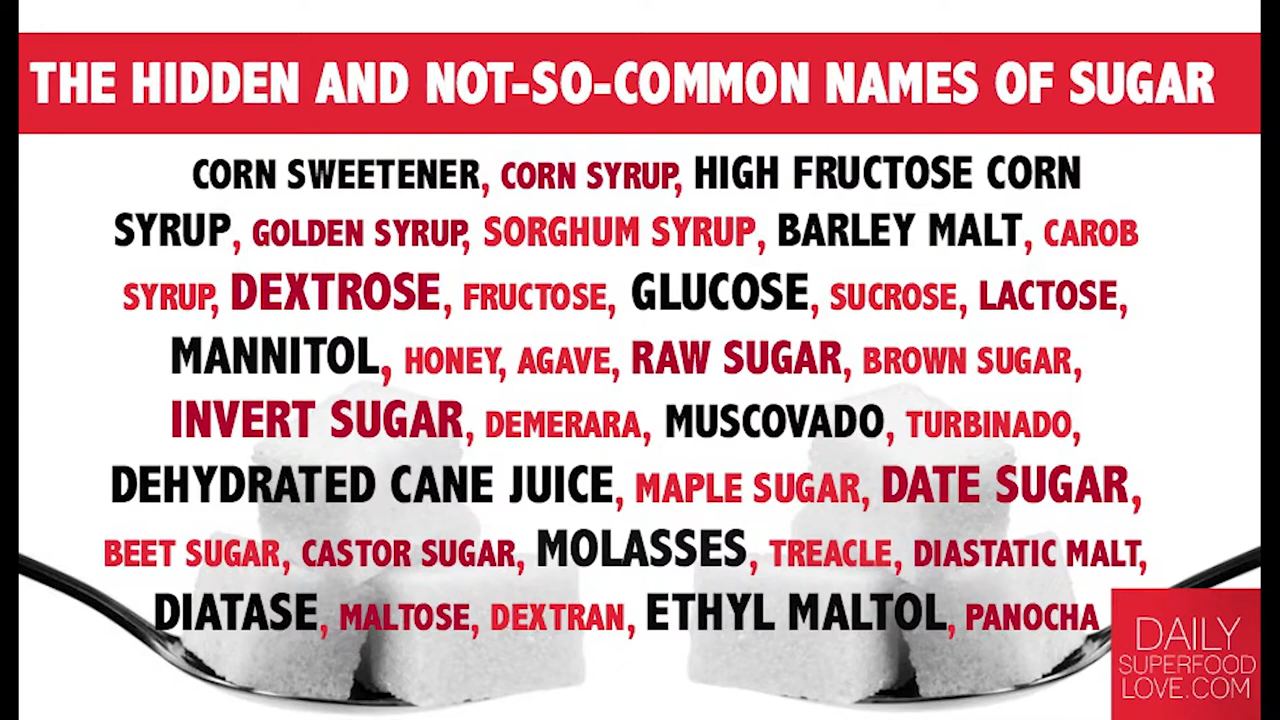 THE HIDDEN AND NOT-SO-COMMON NAMES OF SUGAR
CORN SWEETENER, CORN SYRUP, HIGH FRUCTOSE CORN
SYRUP, GOLDEN SYRUP, SORGHUM SYRUP, BARLEY MALT, CAROB
SYRUP, DEXTROSE, FRUCTOSE, GLUCOSE, SUCROSE, LACTOSE,
MANNITOL, HONEY, AGAVE, RAW SUGAR, BROWN SUGAR,
INVERT SUGAR, DEMERARA, MUSCOVADO, TURBINADO,
DEHYDRATED CANE JUICE, MAPLE SUGAR, DATE SUGAR,
BEET SUGAR, CASTOR SUGAR, MOLASSES, TREACLE, DIASTATIC MALT,
DIATASE, MALTOSE, DEXTRAN, ETHYL MALTOL, PANOCHA
DAILY
SUPERFOOD
LOVE.COM